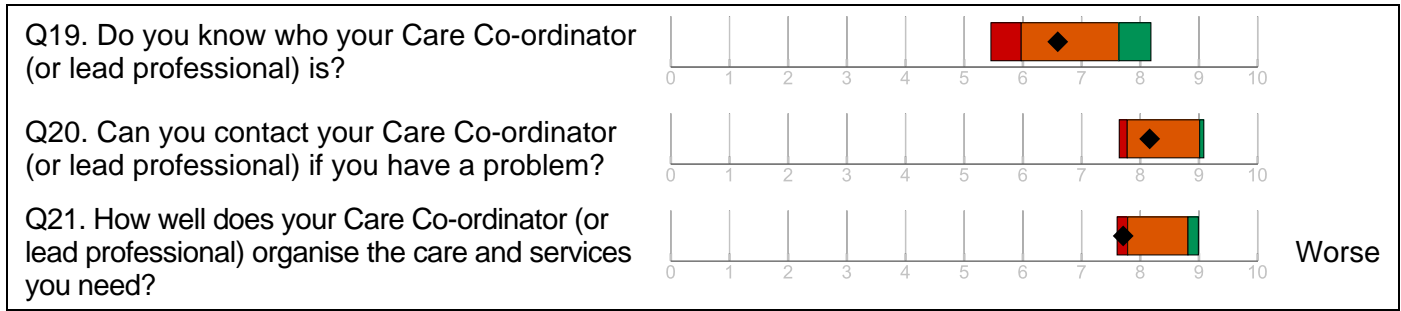 Q19. Do you know who your Care Co-ordinator
(or lead professional) is?
0 1 2 3 4 5 6 7 8 9 10
Q20. Can you contact your Care Co-ordinator
(or lead professional) if you have a problem?
0 1 2 3 4 5 6 7 8 9 10
Q21. How well does your Care Co-ordinator (or
lead professional) organise the care and services
you need?
0 1 2 3 4 5 6 7 8 9 10
Worse